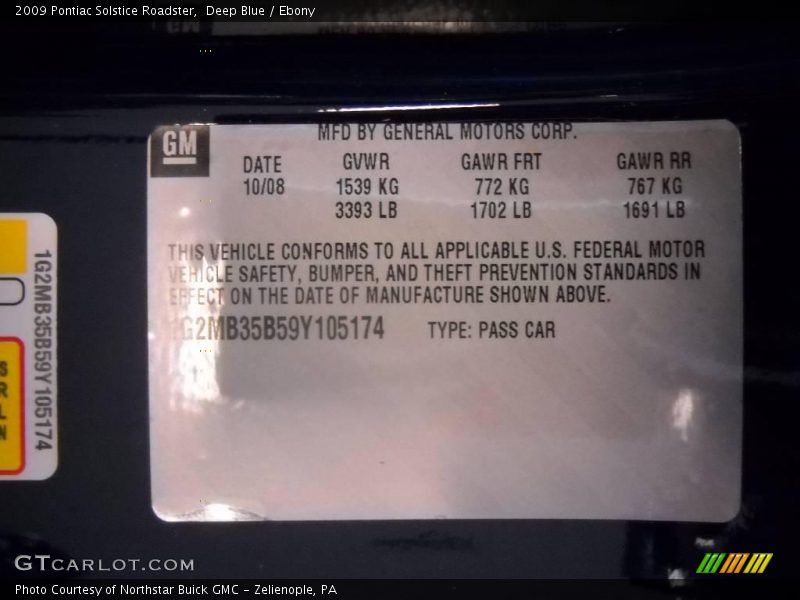 2009 Pontiac Solstice Roadster, Deep Blue / Ebony
MFD BY GENERAL MOTORS CORP.
GM
DATE GVWR GAWR FRT GAWR RR
10/08 1539 KG 772 KG 767 KG
3393 LB 1702 LB 1691 LB
THIS VEHICLE CONFORMS TO ALL APPLICABLE U.S. FEDERAL MOTOR
VEHICLE SAFETY, BUMPER, AND THEFT PREVENTION STANDARDS IN
EFFECT ON THE DATE OF MANUFACTURE SHOWN ABOVE.
1G2MB35B59Y105174 TYPE: PASS CAR
1G2MB35B59Y105174
GTCARLOT.COM
Photo Courtesy of Northstar Buick GMC - Zelienople, PA